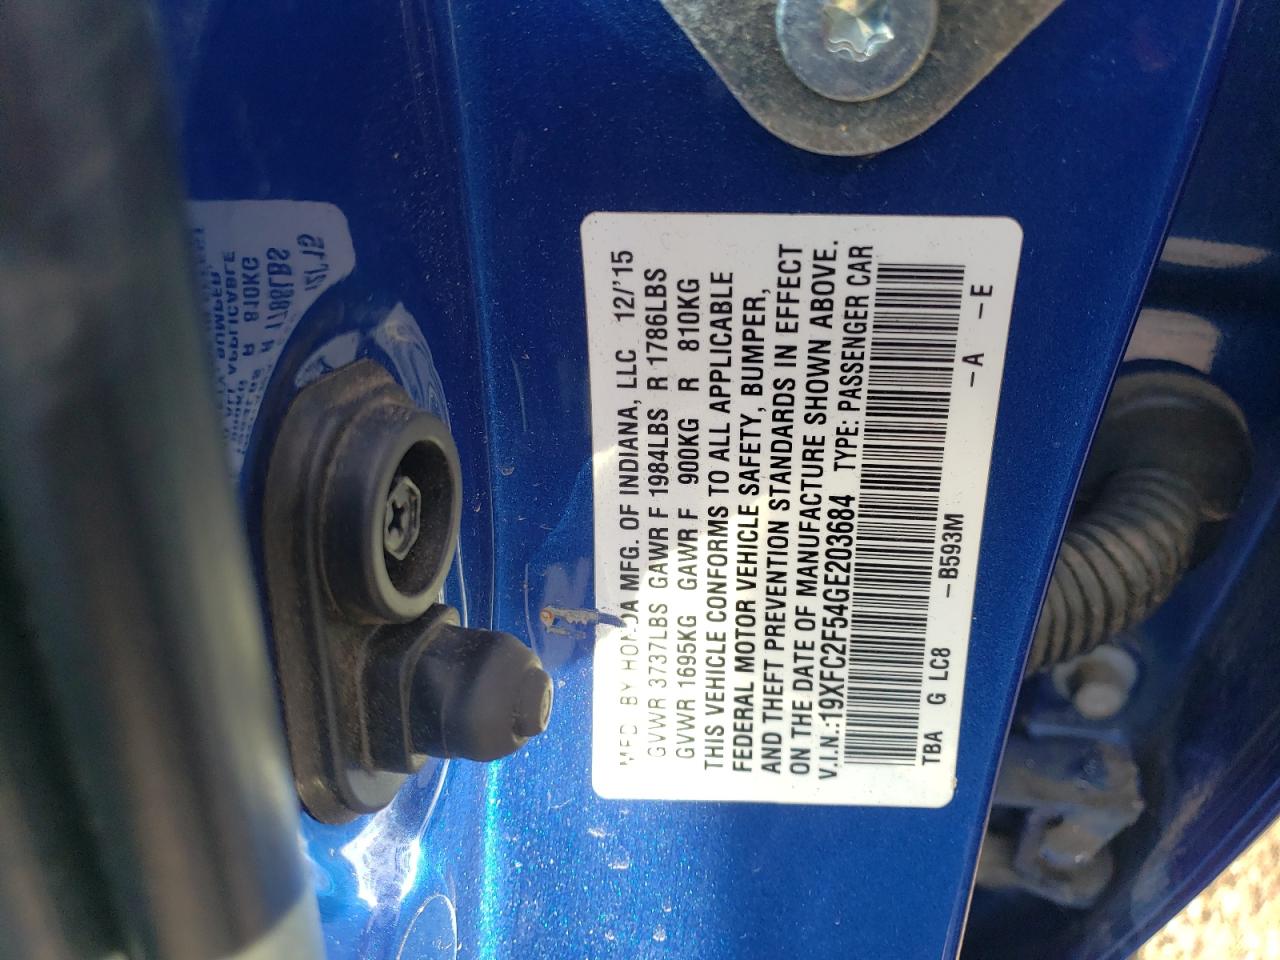 MFD. BY HONDA MFG. OF INDIANA, LLC 12/'15
GVWR 3737LBS GAWR F 1984LBS R 1786LBS
GVWR 1695KG GAWR F 900KG R 810KG
THIS VEHICLE CONFORMS TO ALL APPLICABLE
FEDERAL MOTOR VEHICLE SAFETY, BUMPER,
AND THEFT PREVENTION STANDARDS IN EFFECT
ON THE DATE OF MANUFACTURE SHOWN ABOVE.
V.I.N.:19XFC2F54GE203684 TYPE: PASSENGER CAR
TBA G LC8 – B593M – A – E